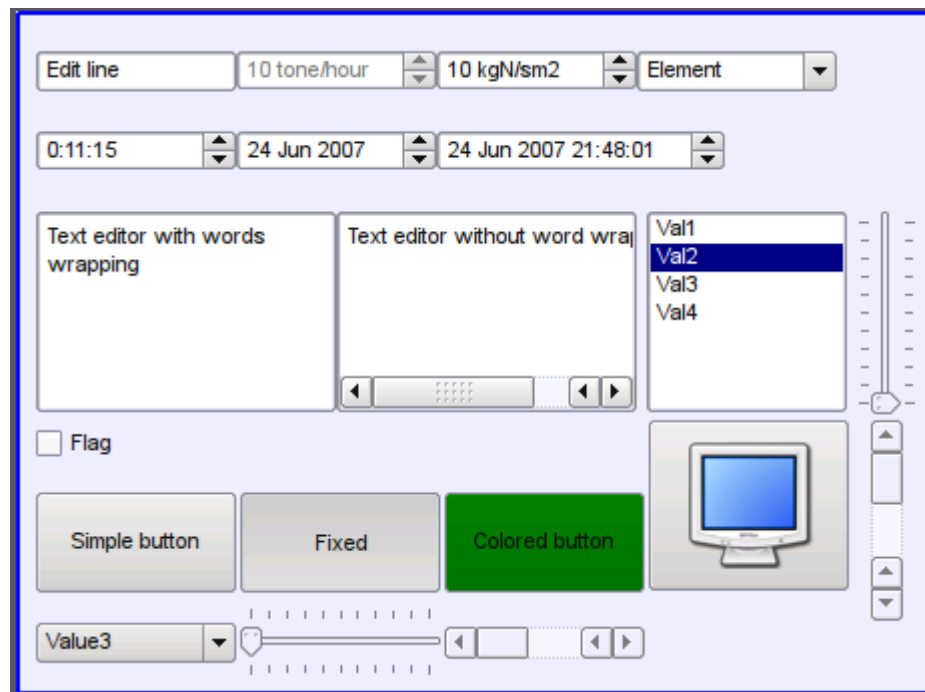 Edit line
10 tone/hour
10 kgN/sm2
Element
0:11:15
24 Jun 2007
24 Jun 2007 21:48:01
Text editor with words
wrapping
Text editor without word wra
Val1
Val2
Val3
Val4
Flag
Simple button
Fixed
Colored button
Value3